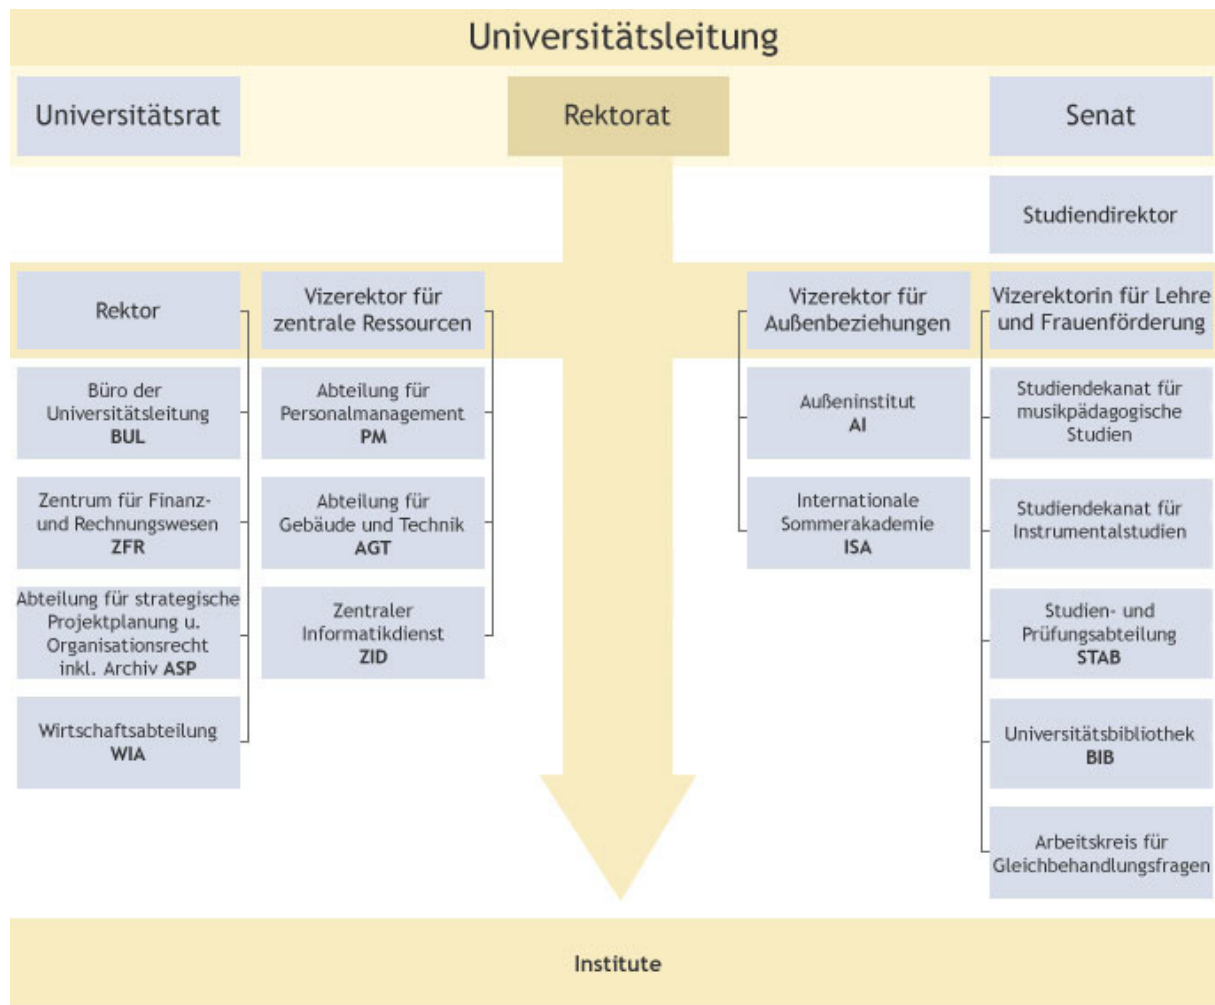 Universitätsleitung
Universitätsrat
Rektorat
Senat
Studiendirektor
Rektor
Vizerektor für
zentrale Ressourcen
Vizerektor für
Außenbeziehungen
Vizerektorin für Lehre
und Frauenförderung
Büro der
Universitätsleitung
BUL
Abteilung für
Personalmanagement
PM
Außeninstitut
AI
Studiendekanat für
musikpädagogische
Studien
Zentrum für Finanz-
und Rechnungswesen
ZFR
Abteilung für
Gebäude und Technik
AGT
Internationale
Sommerakademie
ISA
Studiendekanat für
Instrumentalstudien
Abteilung für strategische
Projektplanung u.
Organisationsrecht
inkl. Archiv ASP
Zentraler
Informatikdienst
ZID
Studien- und
Prüfungsabteilung
STAB
Wirtschaftsabteilung
WIA
Universitätsbibliothek
BIB
Arbeitskreis für
Gleichbehandlungsfragen
Institute